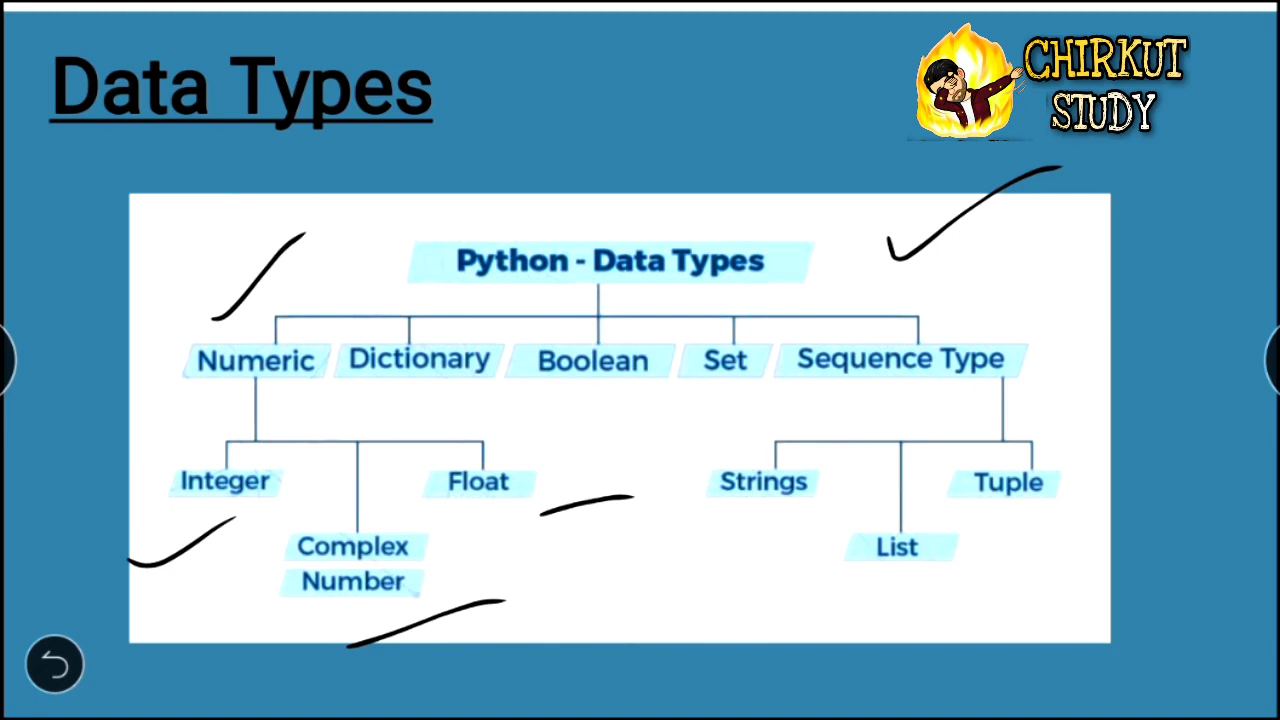 Data Types
CHIRKUT
STUDY
Python - Data Types
Numeric Dictionary Boolean Set Sequence Type
Integer Float Strings Tuple
Complex List
Number